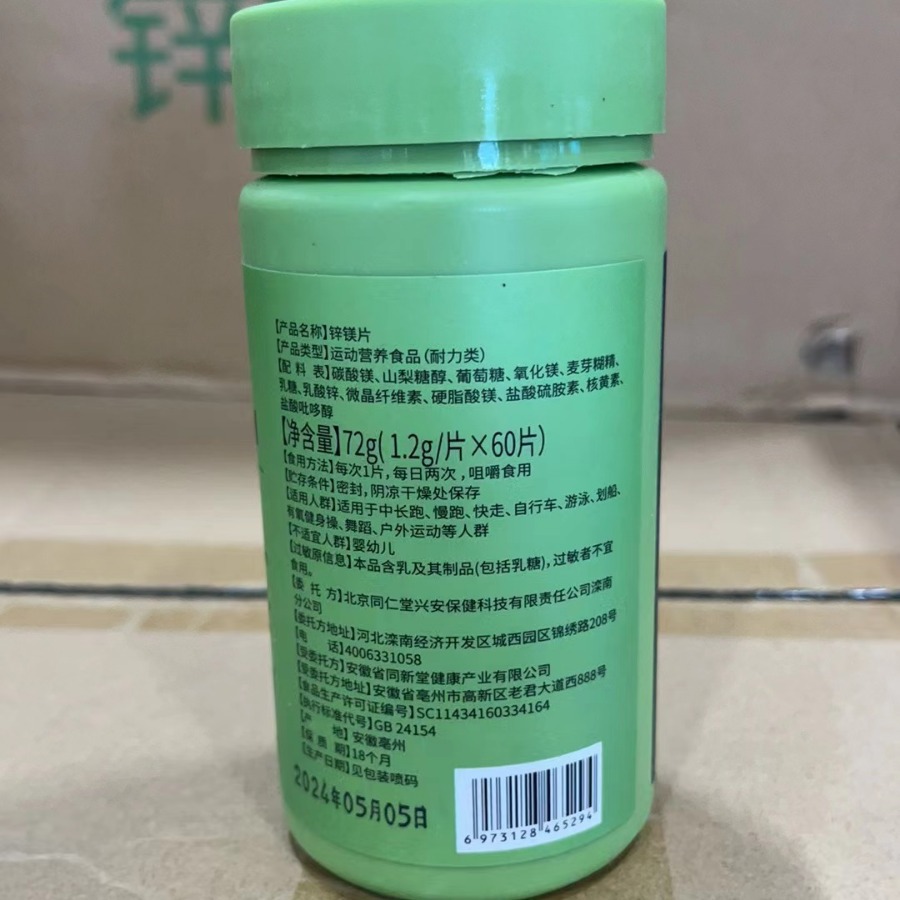 锌
【产品名称】锌镁片
【产品类型】运动营养食品(耐力类)
【配 料 表】碳酸镁、山梨糖醇、葡萄糖、氧化镁、麦芽糊精、
乳糖、乳酸锌、微晶纤维素、硬脂酸镁、盐酸硫胺素、核黄素、
盐酸吡哆醇
【净含量】72g(1.2g/片×60片)
【食用方法】每次1片,每日两次,咀嚼食用
【贮存条件】密封,阴凉干燥处保存
【适用人群】适用于中长跑、慢跑、快走、自行车、游泳、划船、
有氧健身操、舞蹈、户外运动等人群
【不适宜人群】婴幼儿
【过敏原信息】本品含乳及其制品(包括乳糖),过敏者不宜
食用。
【委 托 方】北京同仁堂兴安保健科技有限责任公司滦南
分公司
【委托方地址】河北滦南经济开发区城西园区锦绣路208号
【电 话】4006331058
【受委托方】安徽省同新堂健康产业有限公司
【受委托方地址】安徽省亳州市高新区老君大道西888号
【食品生产许可证编号】SC11434160334164
【执行标准代号】GB 24154
【产 地】安徽亳州
【保 质 期】18个月
【生产日期】见包装喷码
2024年05月05日
6 973128 465294